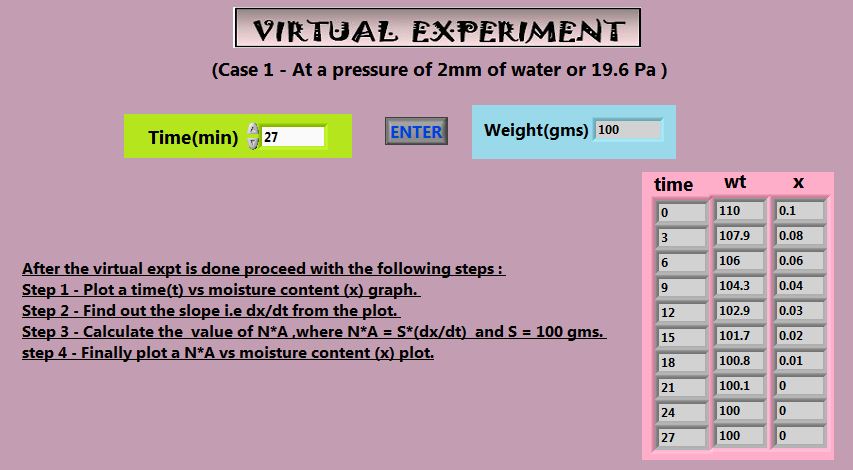 VIRTUAL EXPERIMENT
(Case 1 - At a pressure of 2mm of water or 19.6 Pa )
Time(min) 27 ENTER Weight(gms) 100
time wt x
0 110 0.1
3 107.9 0.08
6 106 0.06
9 104.3 0.04
12 102.9 0.03
15 101.7 0.02
18 100.8 0.01
21 100.1 0
24 100 0
27 100 0
After the virtual expt is done proceed with the following steps :
Step 1 - Plot a time(t) vs moisture content (x) graph.
Step 2 - Find out the slope i.e dx/dt from the plot.
Step 3 - Calculate the value of N*A ,where N*A = S*(dx/dt) and S = 100 gms.
step 4 - Finally plot a N*A vs moisture content (x) plot.